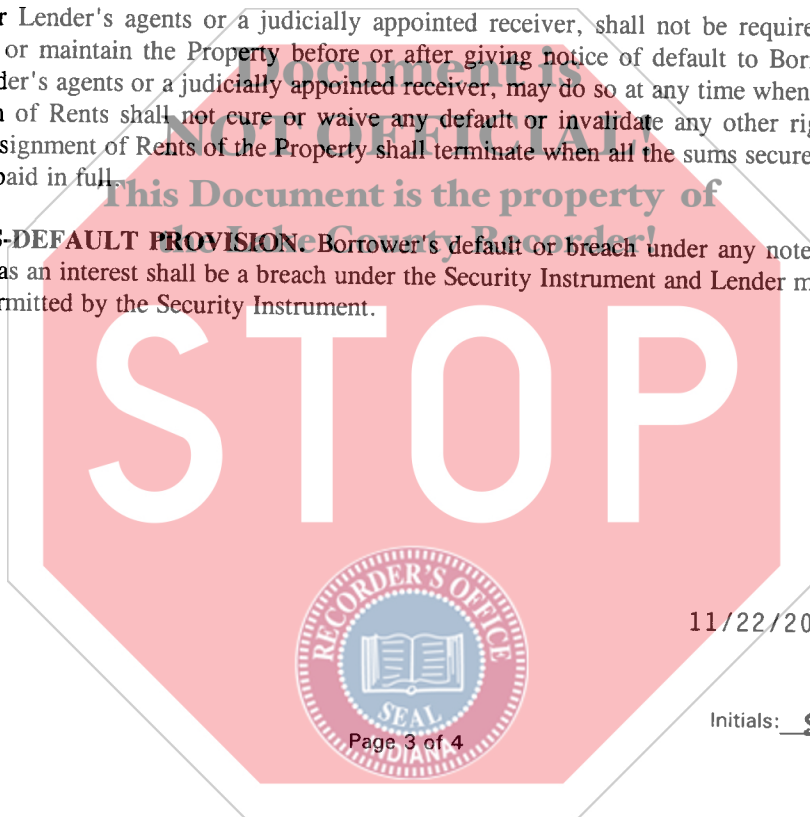 r Lender's agents or a judicially appointed receiver, shall not be require
or maintain the Property before or after giving notice of default to Bor
der's agents or a judicially appointed receiver, may do so at any time when
n of Rents shall not cure or waive any default or invalidate any other rig
signment of Rents of the Property shall terminate when all the sums secure
paid in full.
Document is
NOT OFFICIAL!
This Document is the property of
the Lake County Recorder!
S-DEFAULT PROVISION. Borrower's default or breach under any note
as an interest shall be a breach under the Security Instrument and Lender m
rmitted by the Security Instrument.
STOP
RECORDER'S OFFICE
SEAL
INDIANA
11/22/20
Initials:
Page 3 of 4